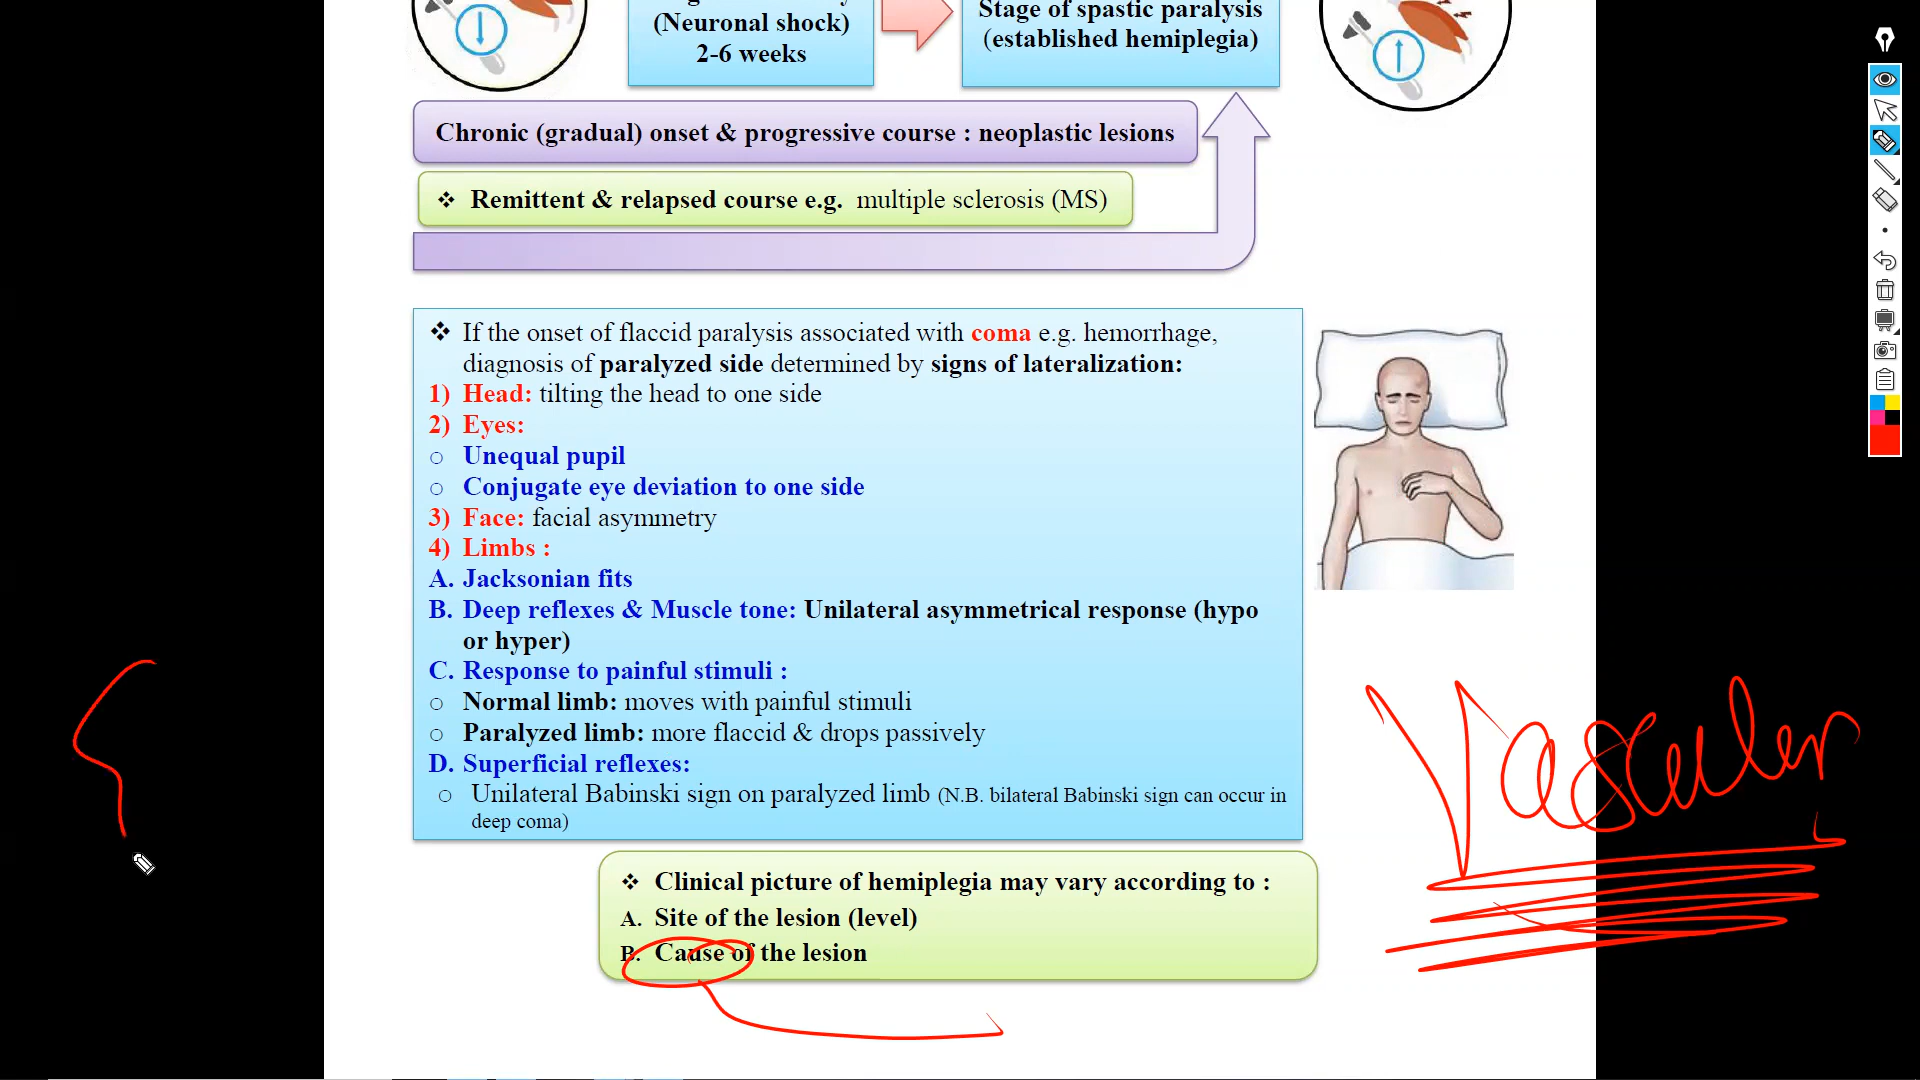 (Neuronal shock)
2-6 weeks
Stage of spastic paralysis
(established hemiplegia)
Chronic (gradual) onset & progressive course : neoplastic lesions
❖ Remittent & relapsed course e.g. multiple sclerosis (MS)
❖ If the onset of flaccid paralysis associated with coma e.g. hemorrhage,
diagnosis of paralyzed side determined by signs of lateralization:
1) Head: tilting the head to one side
2) Eyes:
○ Unequal pupil
○ Conjugate eye deviation to one side
3) Face: facial asymmetry
4) Limbs :
A. Jacksonian fits
B. Deep reflexes & Muscle tone: Unilateral asymmetrical response (hypo
or hyper)
C. Response to painful stimuli :
○ Normal limb: moves with painful stimuli
○ Paralyzed limb: more flaccid & drops passively
D. Superficial reflexes:
○ Unilateral Babinski sign on paralyzed limb (N.B. bilateral Babinski sign can occur in
deep coma)
Vascular
❖ Clinical picture of hemiplegia may vary according to :
A. Site of the lesion (level)
B. Cause of the lesion